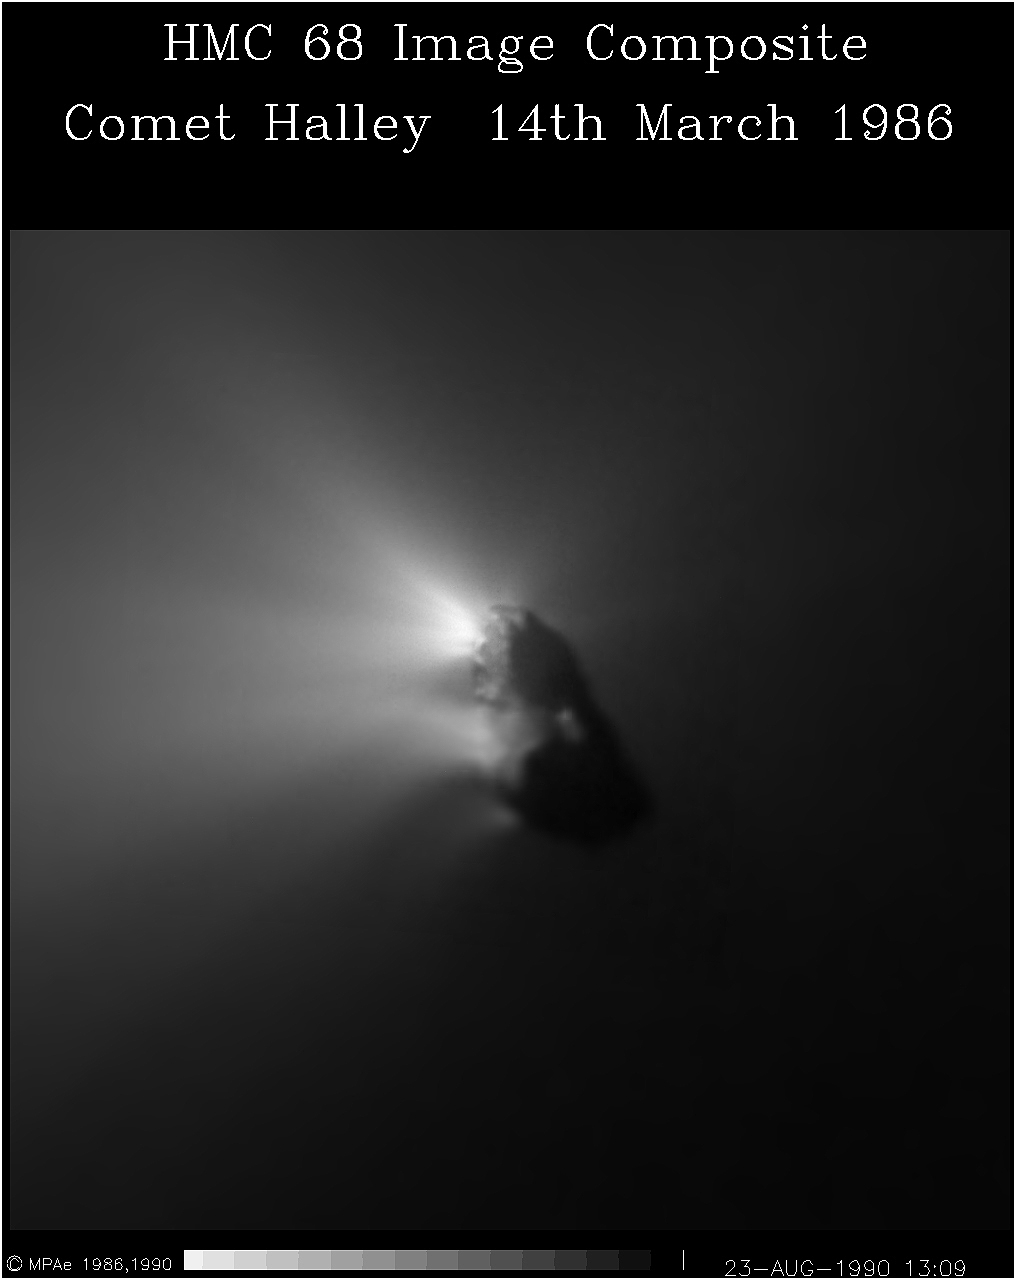 HMC 68 Image Composite
Comet Halley 14th March 1986
© MPAe 1986,1990
23-AUG-1990 13:09